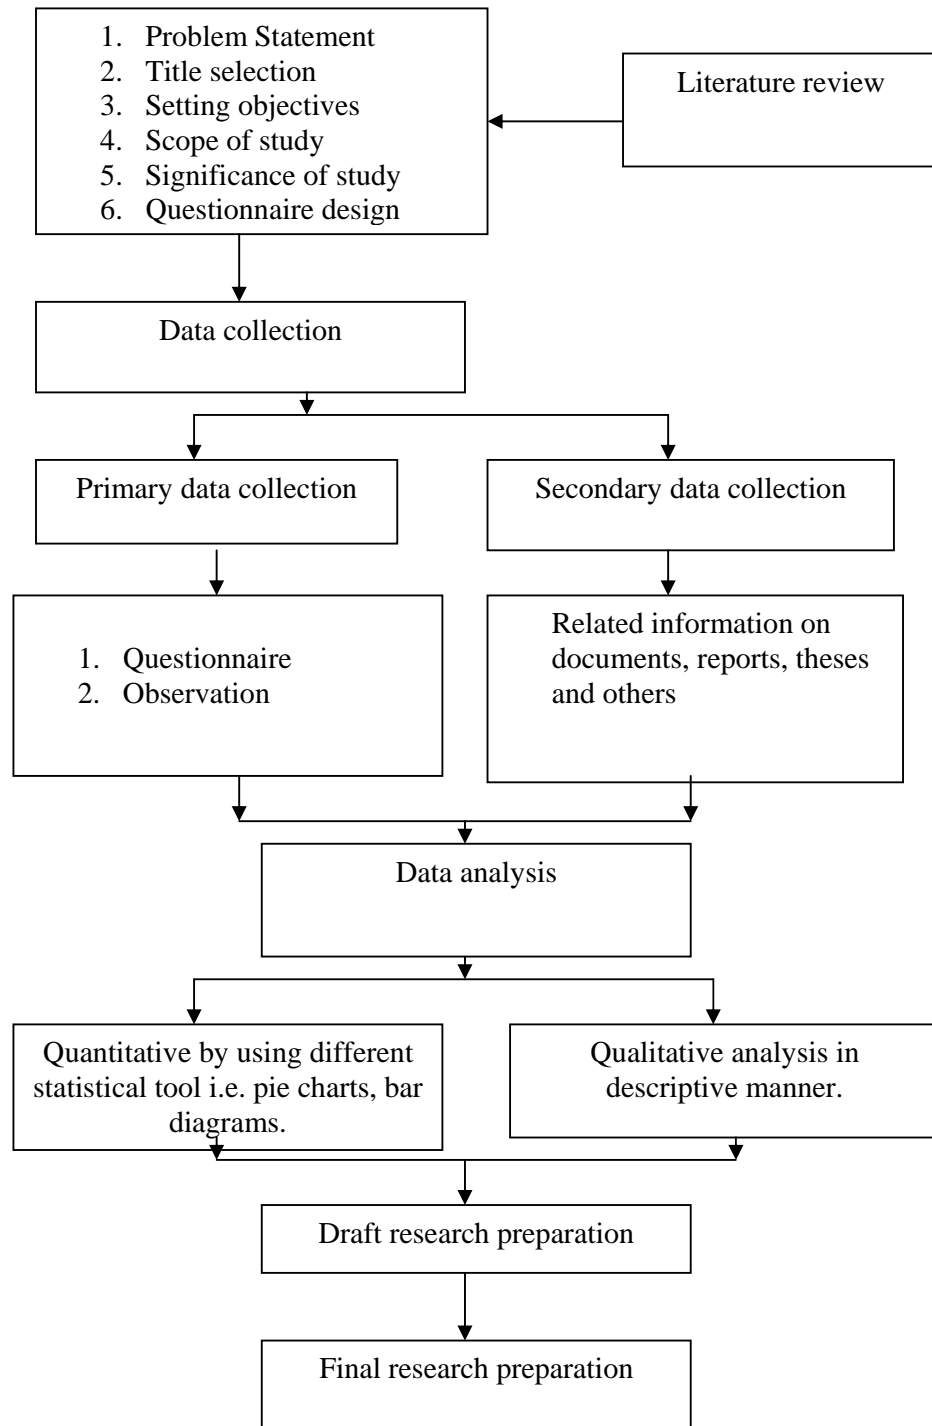 1. Problem Statement
2. Title selection
3. Setting objectives
4. Scope of study
5. Significance of study
6. Questionnaire design
Literature review
Data collection
Primary data collection
Secondary data collection
1. Questionnaire
2. Observation
Related information on
documents, reports, theses
and others
Data analysis
Quantitative by using different
statistical tool i.e. pie charts, bar
diagrams.
Qualitative analysis in
descriptive manner.
Draft research preparation
Final research preparation